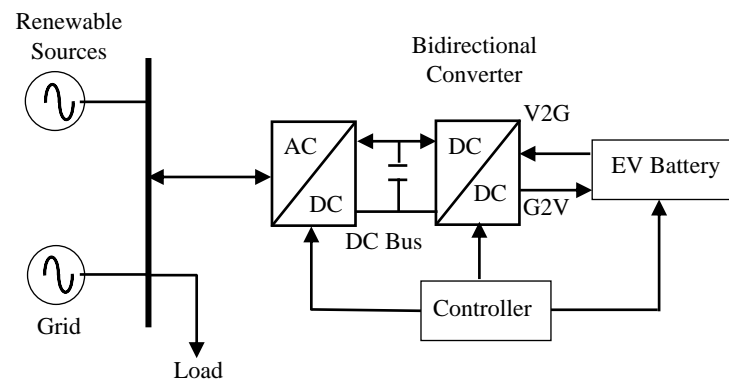 Renewable
Sources
Bidirectional
Converter
V2G
AC
DC
DC
DC
EV Battery
G2V
DC Bus
Controller
Grid
Load